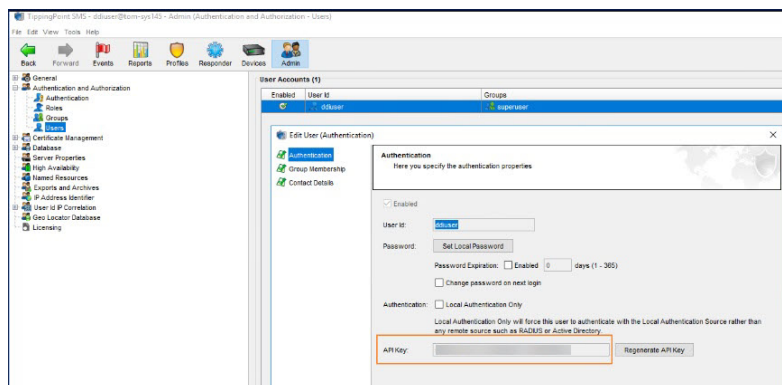 TippingPoint SMS - ddiuser@tom-sys145 - Admin (Authentication and Authorization - Users)
File Edit View Tools Help
Back Forward Events Reports Profiles Responder Devices Admin
General
Authentication and Authorization
Authentication
Roles
Groups
Users
Certificate Management
Database
Server Properties
High Availability
Named Resources
Exports and Archives
IP Address Identifier
User Id IP Correlation
Geo Locator Database
Licensing
User Accounts (1)
Enabled User Id Groups
ddiuser superuser
Edit User (Authentication)
Authentication
Group Membership
Contact Details
Authentication
Here you specify the authentication properties
Enabled
User Id: ddiuser
Password: Set Local Password
Password Expiration: Enabled 0 days (1 - 365)
Change password on next login
Authentication: Local Authentication Only
Local Authentication Only will force this user to authenticate with the Local Authentication Source rather than
any remote source such as RADIUS or Active Directory.
API Key: Regenerate API Key